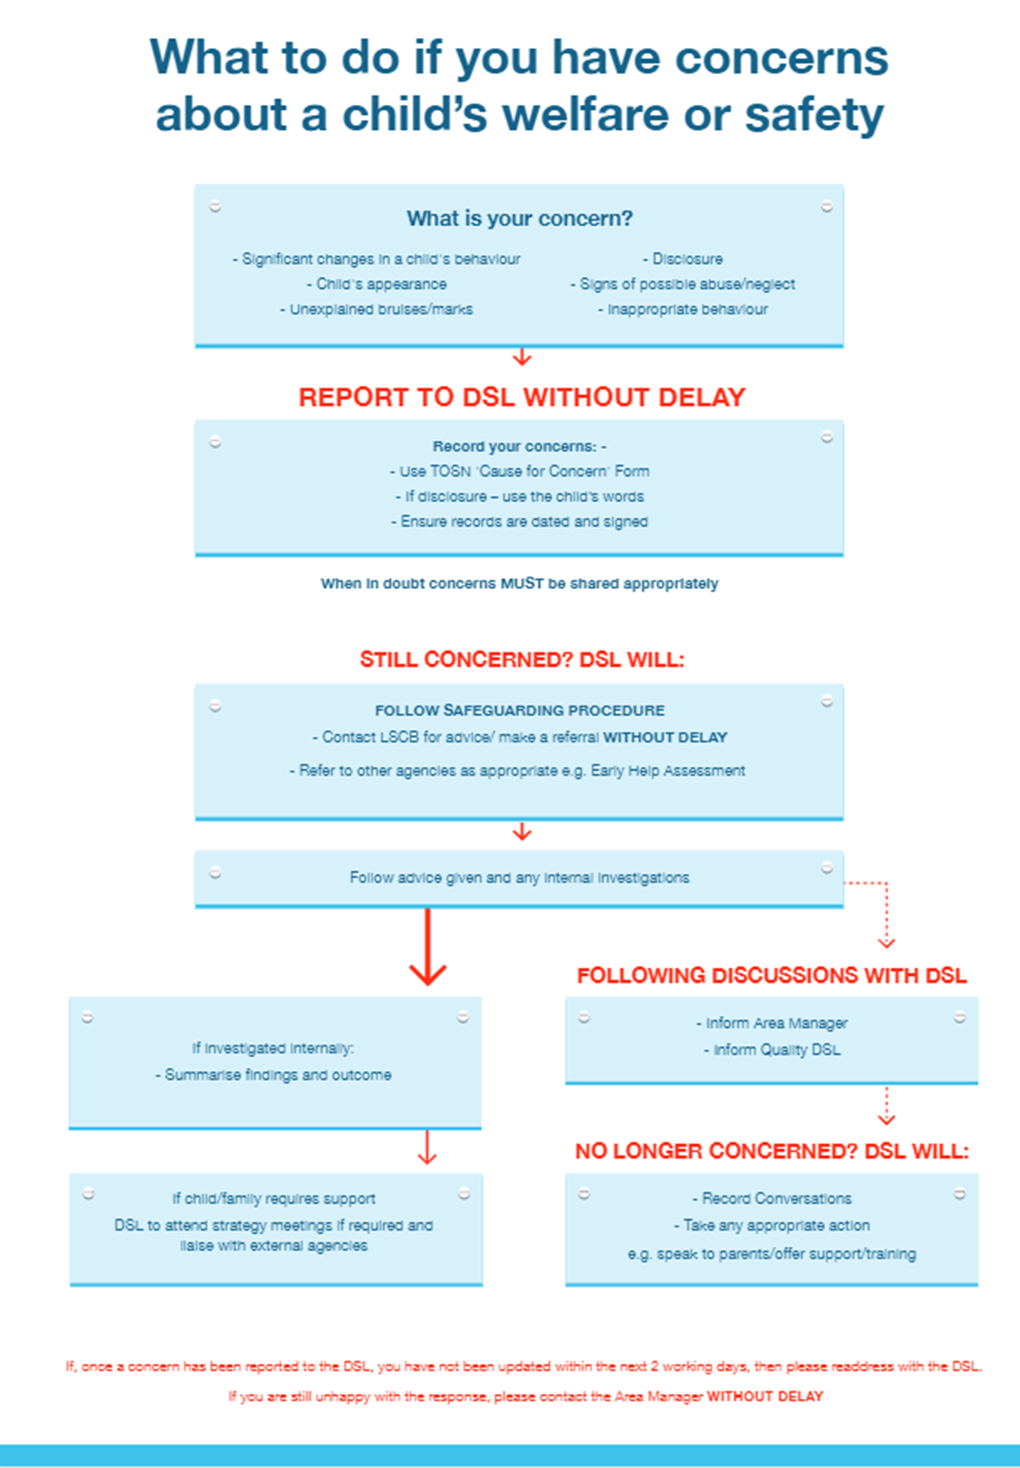 What to do if you have concerns
about a child's welfare or safety
What is your concern?
- Significant changes in a child's behaviour
- Child's appearance
- Unexplained bruises/marks
- Disclosure
- Signs of possible abuse/neglect
- Inappropriate behaviour
REPORT TO DSL WITHOUT DELAY
Record your concerns: -
- Use TOSN 'Cause for Concern' Form
- If disclosure – use the child's words
- Ensure records are dated and signed
When in doubt concerns MUST be shared appropriately
STILL CONCERNED? DSL WILL:
FOLLOW SAFEGUARDING PROCEDURE
- Contact LSCB for advice/ make a referral WITHOUT DELAY
- Refer to other agencies as appropriate e.g. Early Help Assessment
Follow advice given and any internal investigations
If investigated internally:
- Summarise findings and outcome
If child/family requires support
DSL to attend strategy meetings if required and
liaise with external agencies
FOLLOWING DISCUSSIONS WITH DSL
- Inform Area Manager
- Inform Quality DSL
NO LONGER CONCERNED? DSL WILL:
- Record Conversations
- Take any appropriate action
e.g. speak to parents/offer support/training
If, once a concern has been reported to the DSL, you have not been updated within the next 2 working days, then please readdress with the DSL.
If you are still unhappy with the response, please contact the Area Manager WITHOUT DELAY